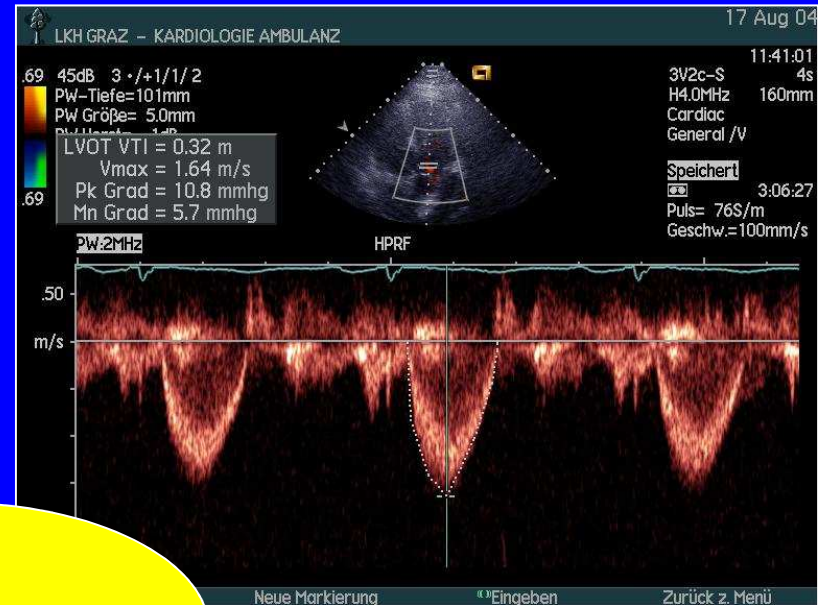 17 Aug 04
LKH GRAZ – KARDIOLOGIE AMBULANZ
11:41:01
.69 45dB 3 ·/+1/1/ 2
PW–Tiefe=101mm
PW Größe= 5.0mm
LVOT VTI = 0.32 m
Vmax = 1.64 m/s
Pk Grad = 10.8 mmhg
Mn Grad = 5.7 mmhg
.69
3V2c–S 4s
H4.0MHz 160mm
Cardiac
General /V
Speichert
3:06:27
Puls= 76S/m
Geschw.=100mm/s
PW:2MHz
HPRF
.50
m/s
Neue Markierung
Eingeben
Zurück z. Menü